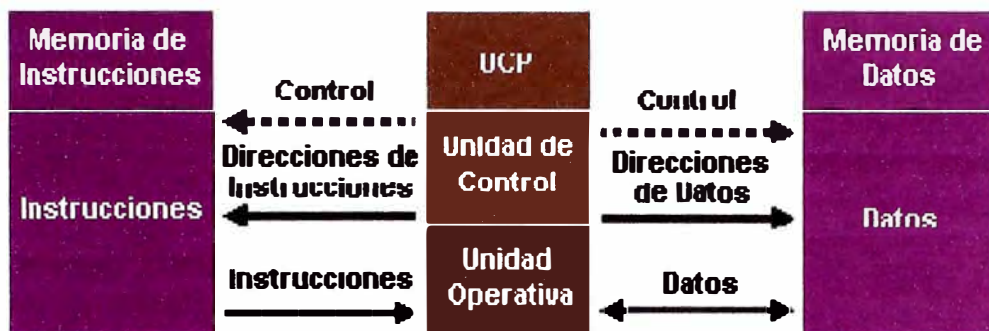 Memoria de
Instrucciones
Instrucciones
Control
Direcciones de
Instrucciones
Instrucciones
UCP
Unidad de
Control
Unidad
Operativa
Control
Direcciones
de Datos
Datos
Memoria de
Datos
Datos